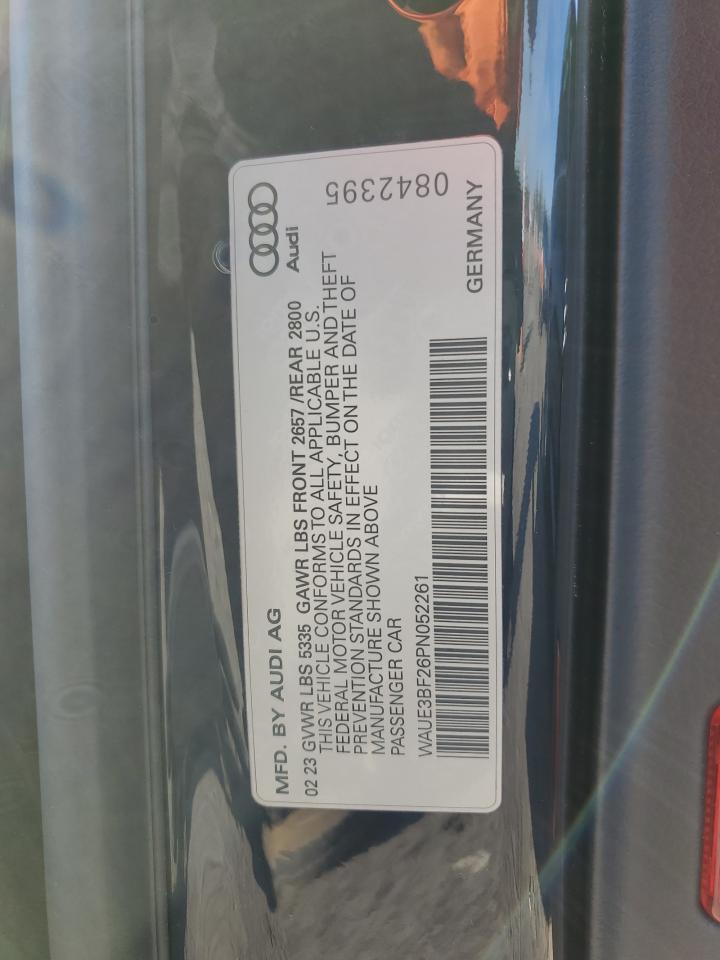 MFD. BY AUDI AG
Audi
02 23 GVWR LBS 5335 GAWR LBS FRONT 2657 /REAR 2800
THIS VEHICLE CONFORMS TO ALL APPLICABLE U.S.
FEDERAL MOTOR VEHICLE SAFETY, BUMPER AND THEFT
PREVENTION STANDARDS IN EFFECT ON THE DATE OF
MANUFACTURE SHOWN ABOVE
PASSENGER CAR
WAUE3BF26PN052261
GERMANY
0842395